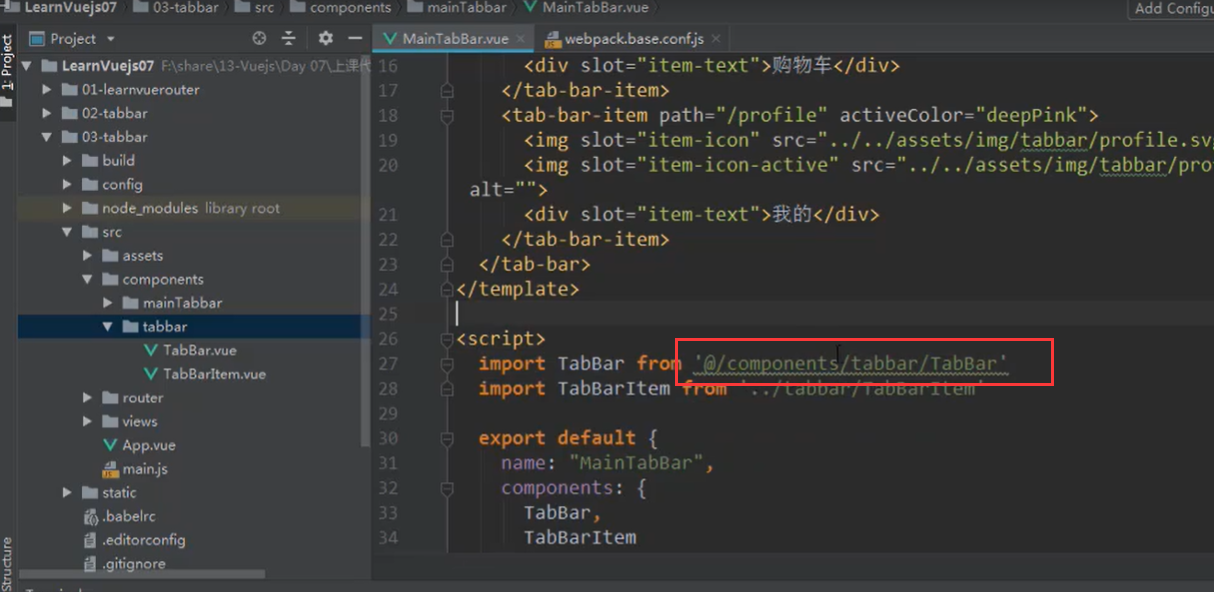 LearnVuejs07 03-tabbar src components mainTabbar MainTabBar.vue Add Configu
Project
MainTabBar.vue
webpack.base.conf.js
1: Project
LearnVuejs07 F:\share\13-Vuejs\Day 07\上课代
01-learnvuerouter
02-tabbar
03-tabbar
build
config
node_modules library root
src
assets
components
mainTabbar
tabbar
TabBar.vue
TabBarItem.vue
router
views
App.vue
main.js
static
.babelrc
.editorconfig
.gitignore
Structure
16 <div slot="item-text">购物车</div>
17 </tab-bar-item>
18 <tab-bar-item path="/profile" activeColor="deepPink">
19 <img slot="item-icon" src="../../assets/img/tabbar/profile.svg
20 <img slot="item-icon-active" src="../../assets/img/tabbar/pro
alt="">
21 <div slot="item-text">我的</div>
22 </tab-bar-item>
23 </tab-bar>
24 </template>
25
26 <script>
27 import TabBar from '@/components/tabbar/TabBar'
28 import TabBarItem from '../tabbar/TabBarItem'
29
30 export default {
31 name: "MainTabBar",
32 components: {
33 TabBar,
34 TabBarItem